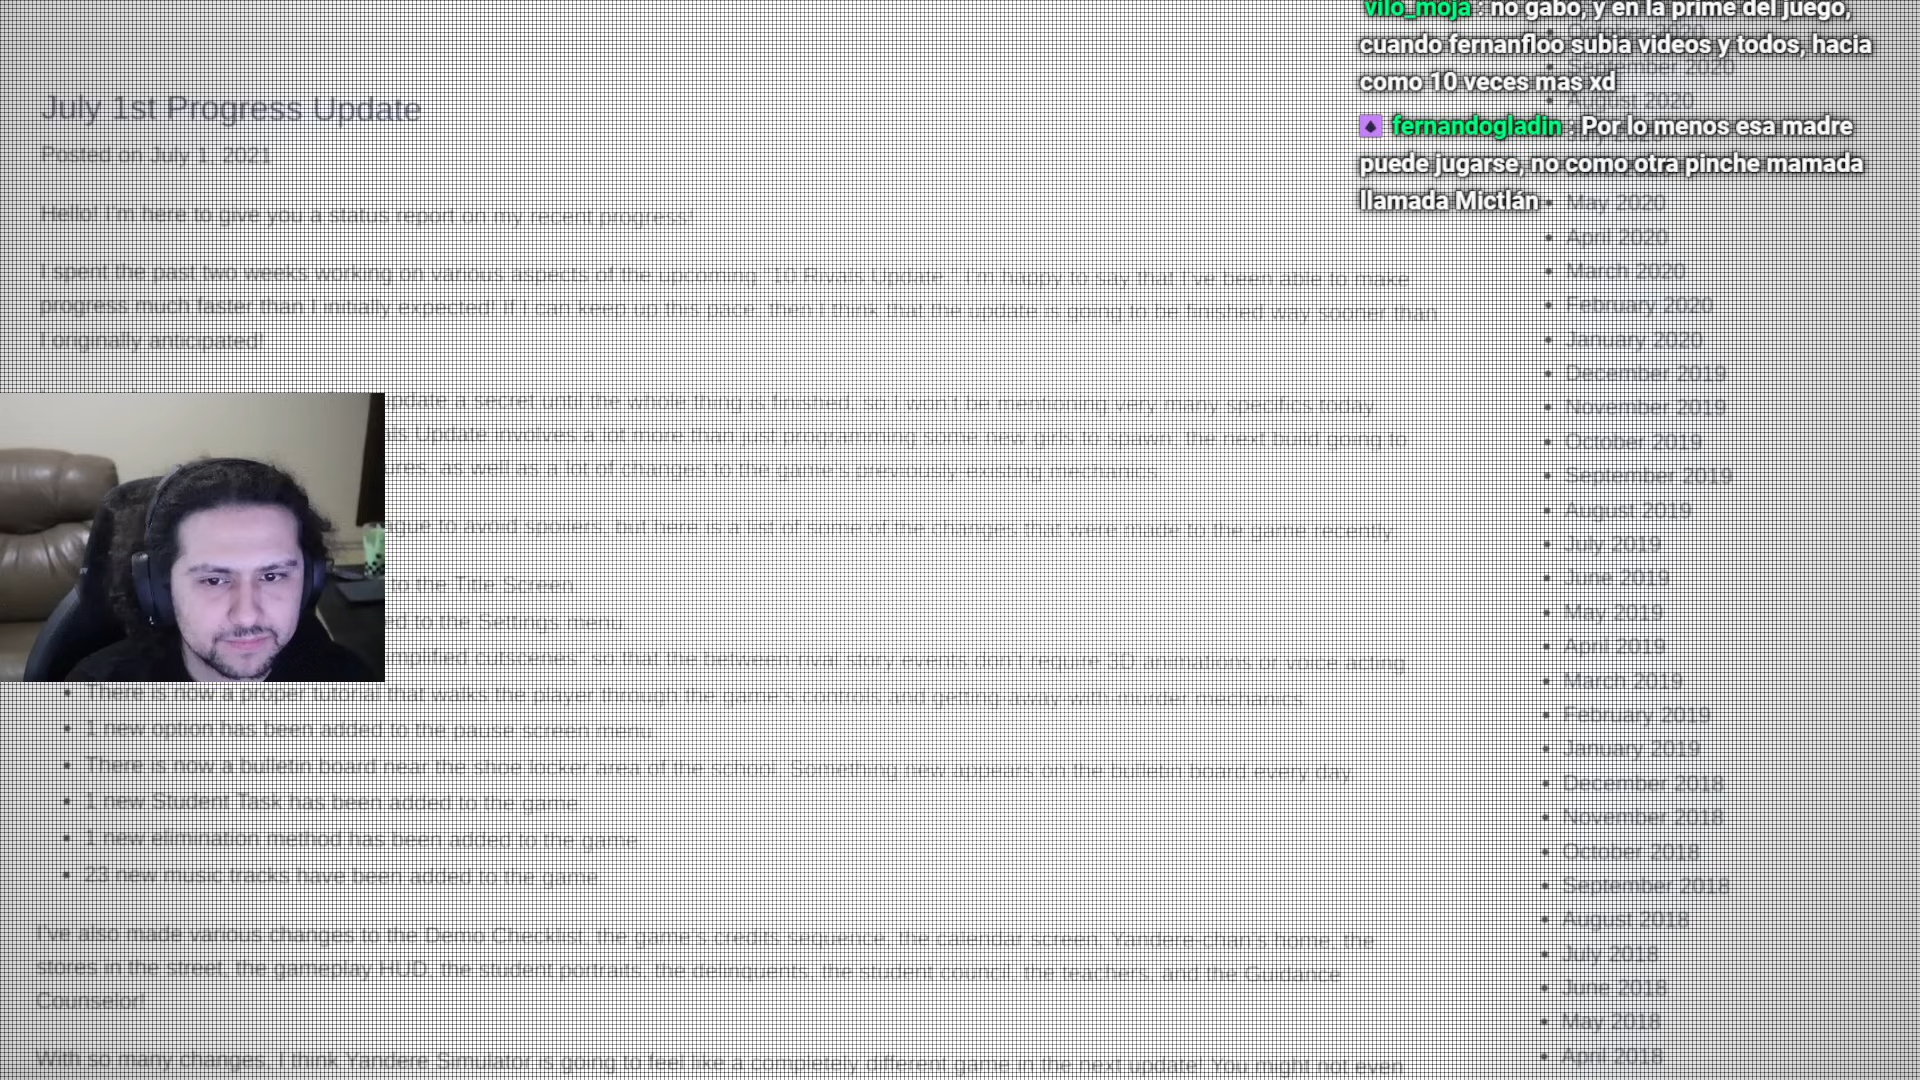 July 1st Progress Update
Posted on July 1, 2021
Hello! I'm here to give you a status report on my recent progress!
I spent the past two weeks working on various aspects of the upcoming "10 Rivals Update." I'm happy to say that I've been able to make
progress much faster than I initially expected! If I can keep up this pace, then I think that the update is going to be finished way sooner than
I originally anticipated!
update a secret until the whole thing is finished, so I won't be mentioning very many specifics today.
Update involves a lot more than just programming some new girls to spawn; the next build going to
as well as a lot of changes to the game's previously-existing mechanics.
to avoid spoilers, but here is a list of some of the changes that were made to the game recently
to the Title Screen.
to the Settings menu.
cutscenes" so that the between-rival story events don't require 3D animations or voice acting.
• There is now a proper tutorial that walks the player through the game's controls and getting-away-with-murder mechanics.
• 1 new option has been added to the pause screen menu.
• There is now a bulletin board near the shoe locker area of the school. Something new appears on the bulletin board every day.
• 1 new Student Task has been added to the game.
• 1 new elimination method has been added to the game.
• 23 new music tracks have been added to the game.
I've also made various changes to the Demo Checklist, the game's credits sequence, the calendar screen, Yandere-chan's home, the
stores in the street, the gameplay HUD, the student portraits, the delinquents, the student council, the teachers, and the Guidance
Counselor!
With so many changes, I think Yandere Simulator is going to feel like a completely different game in the next update! You might not even
vilo_moja : no gabo, y en la prime del juego,
cuando fernanfloo subia videos y todos, hacia
como 10 veces mas xd
fernandogladin : Por lo menos esa madre
puede jugarse, no como otra pinche mamada
llamada Mictlán
• September 2020
• August 2020
• May 2020
• April 2020
• March 2020
• February 2020
• January 2020
• December 2019
• November 2019
• October 2019
• September 2019
• August 2019
• July 2019
• June 2019
• May 2019
• April 2019
• March 2019
• February 2019
• January 2019
• December 2018
• November 2018
• October 2018
• September 2018
• August 2018
• July 2018
• June 2018
• May 2018
• April 2018